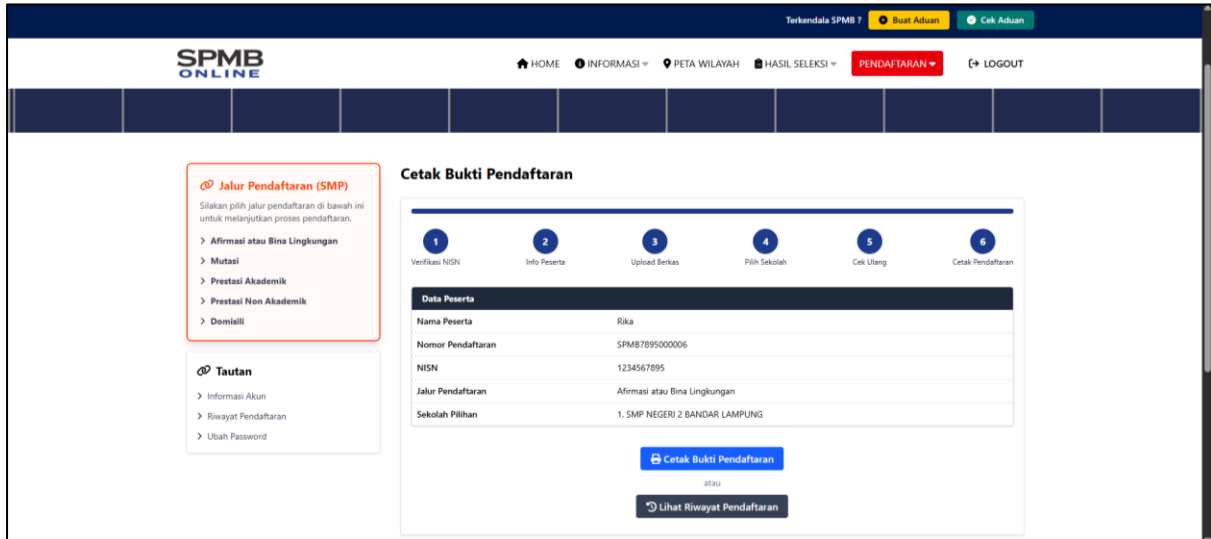 Terkendala SPMB ? Buat Aduan Cek Aduan
SPMB
ONLINE
HOME INFORMASI PETA WILAYAH HASIL SELEKSI PENDAFTARAN LOGOUT
Jalur Pendaftaran (SMP)
Silakan pilih jalur pendaftaran di bawah ini
untuk melanjutkan proses pendaftaran.
Afirmasi atau Bina Lingkungan
Mutasi
Prestasi Akademik
Prestasi Non Akademik
Domisili
Tautan
Informasi Akun
Riwayat Pendaftaran
Ubah Password
Cetak Bukti Pendaftaran
1 2 3 4 5 6
Verifikasi NISN Info Peserta Upload Berkas Pilih Sekolah Cek Ulang Cetak Pendaftaran
Data Peserta
Nama Peserta Rika
Nomor Pendaftaran SPMB7895000006
NISN 1234567895
Jalur Pendaftaran Afirmasi atau Bina Lingkungan
Sekolah Pilihan 1. SMP NEGERI 2 BANDAR LAMPUNG
Cetak Bukti Pendaftaran
atau
Lihat Riwayat Pendaftaran